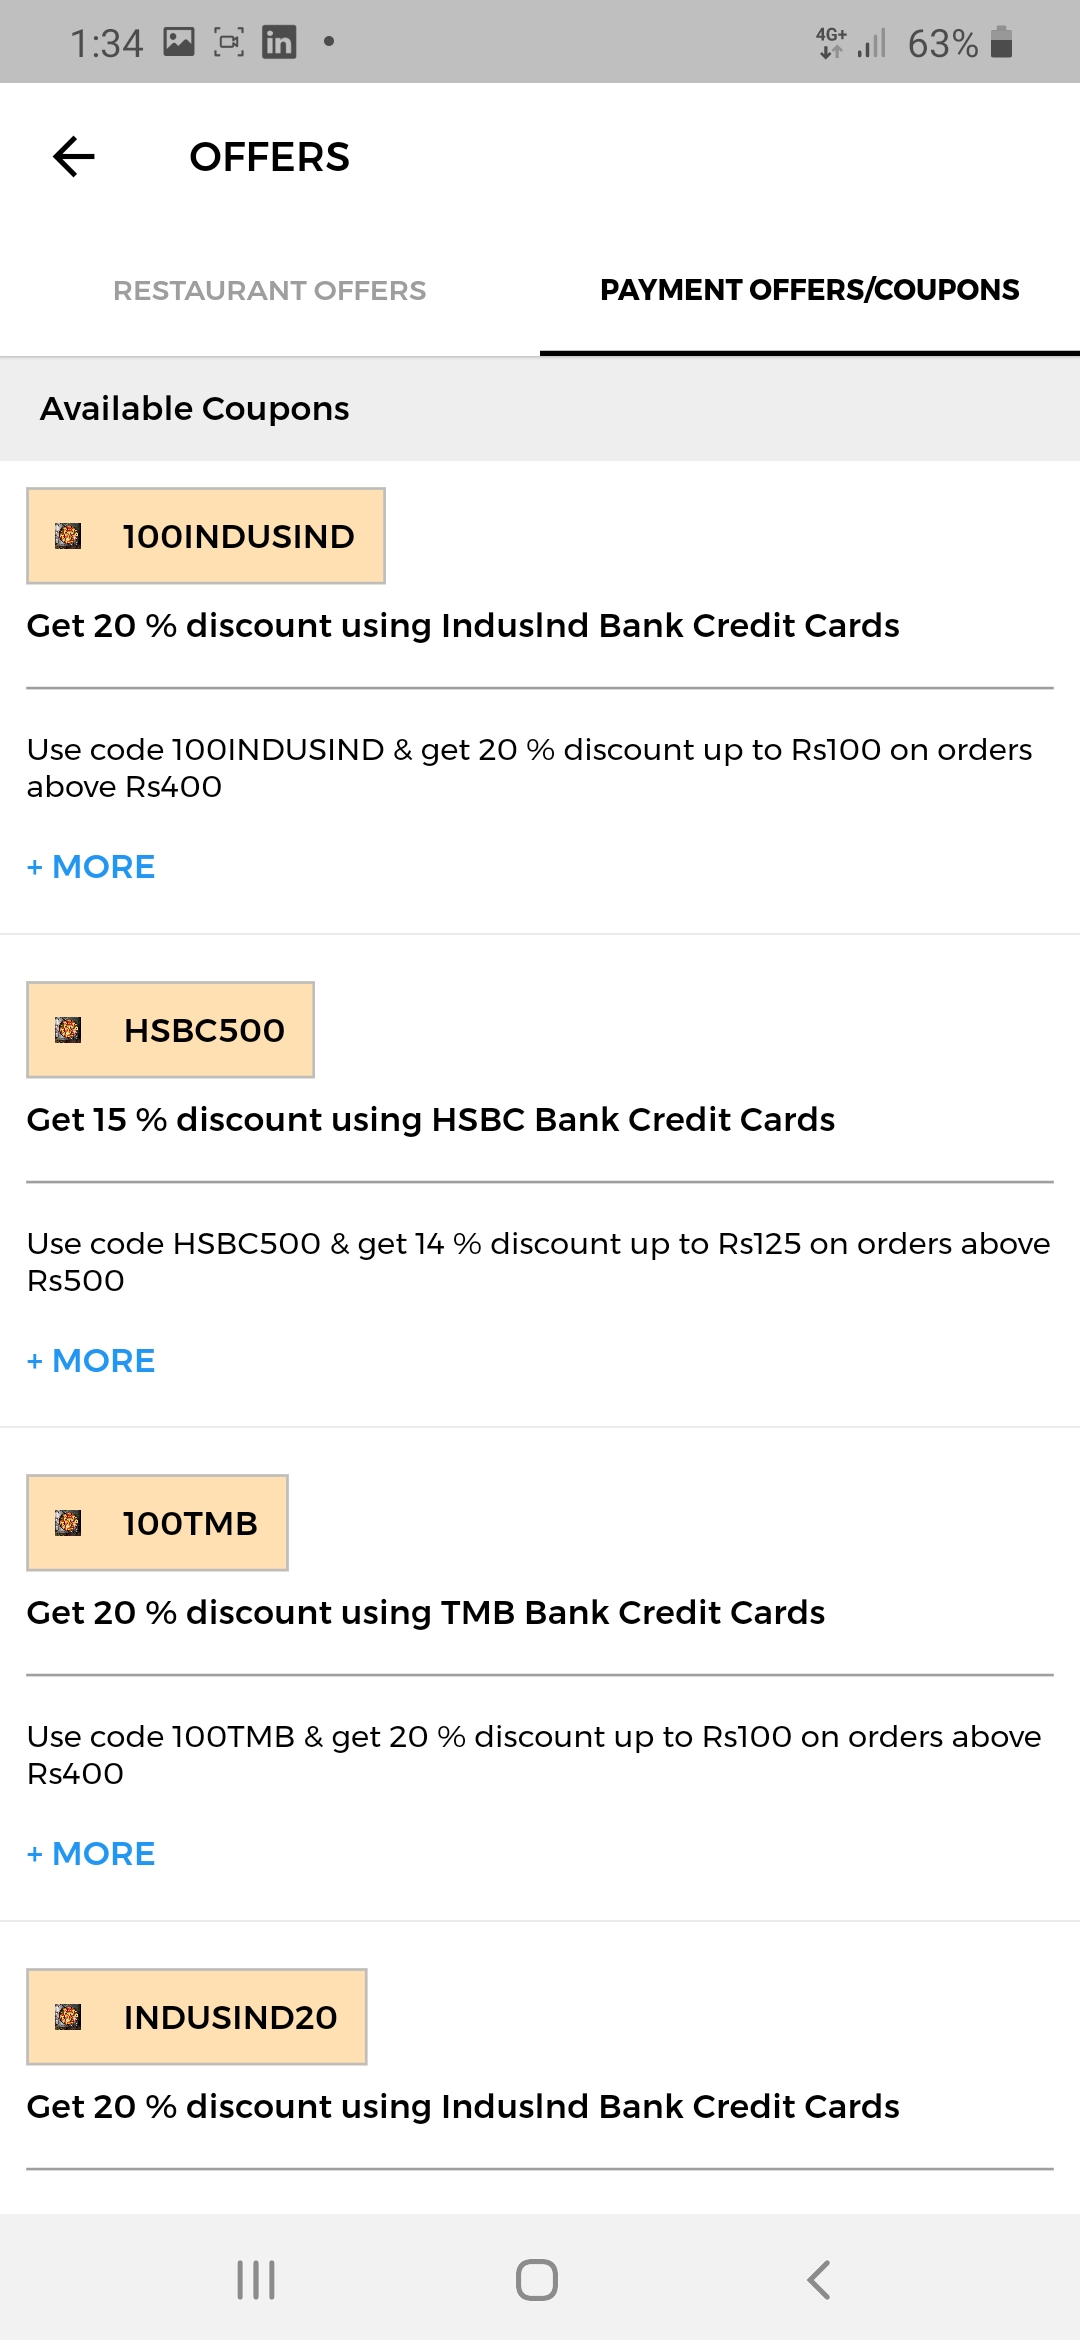 1:34
4G+
63%
OFFERS
RESTAURANT OFFERS
PAYMENT OFFERS/COUPONS
Available Coupons
100INDUSIND
Get 20 % discount using Induslnd Bank Credit Cards
Use code 100INDUSIND & get 20 % discount up to Rs100 on orders
above Rs400
+ MORE
HSBC500
Get 15 % discount using HSBC Bank Credit Cards
Use code HSBC500 & get 14 % discount up to Rs125 on orders above
Rs500
+ MORE
100TMB
Get 20 % discount using TMB Bank Credit Cards
Use code 100TMB & get 20 % discount up to Rs100 on orders above
Rs400
+ MORE
INDUSIND20
Get 20 % discount using Induslnd Bank Credit Cards